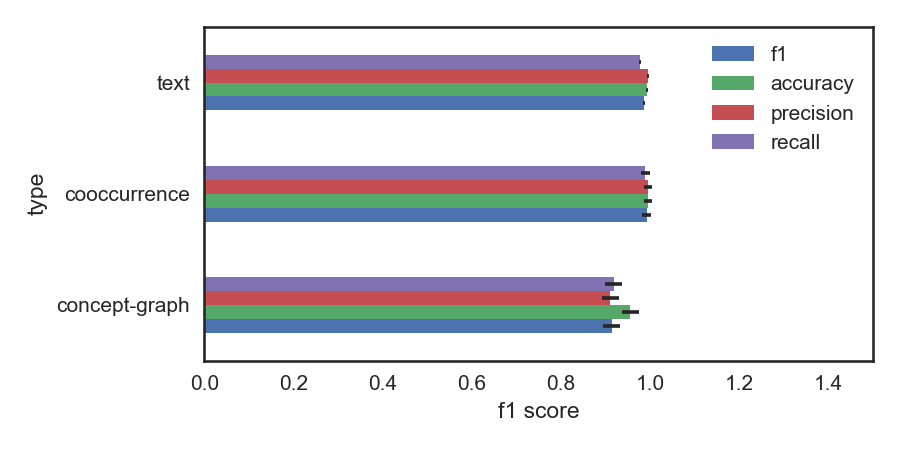 f1
accuracy
precision
recall
type
text
cooccurrence
concept-graph
0.0 0.2 0.4 0.6 0.8 1.0 1.2 1.4
f1 score